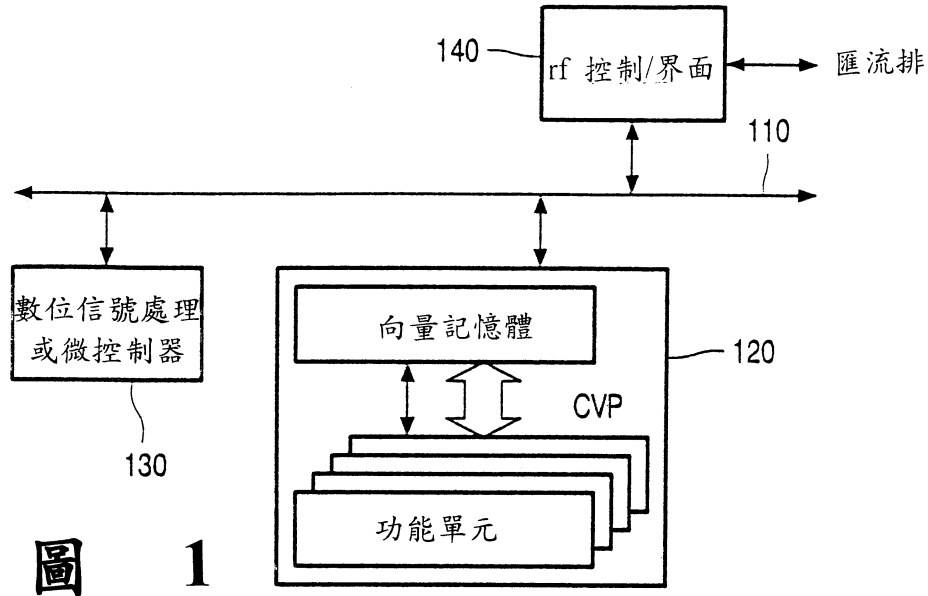 140
rf 控制/界面
匯流排
110
數位信號處理
或微控制器
130
向量記憶體
120
CVP
功能單元
圖 1